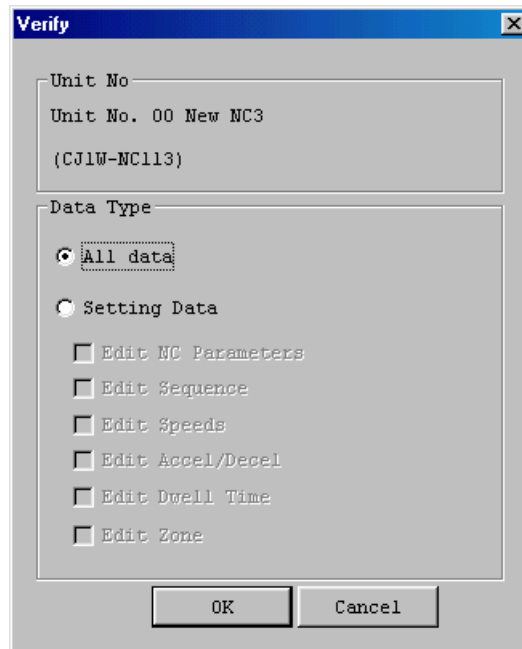 Verify
Unit No
Unit No. 00 New NC3
(CJ1W-NC113)
Data Type
All data
Setting Data
Edit NC Parameters
Edit Sequence
Edit Speeds
Edit Accel/Decel
Edit Dwell Time
Edit Zone
OK Cancel